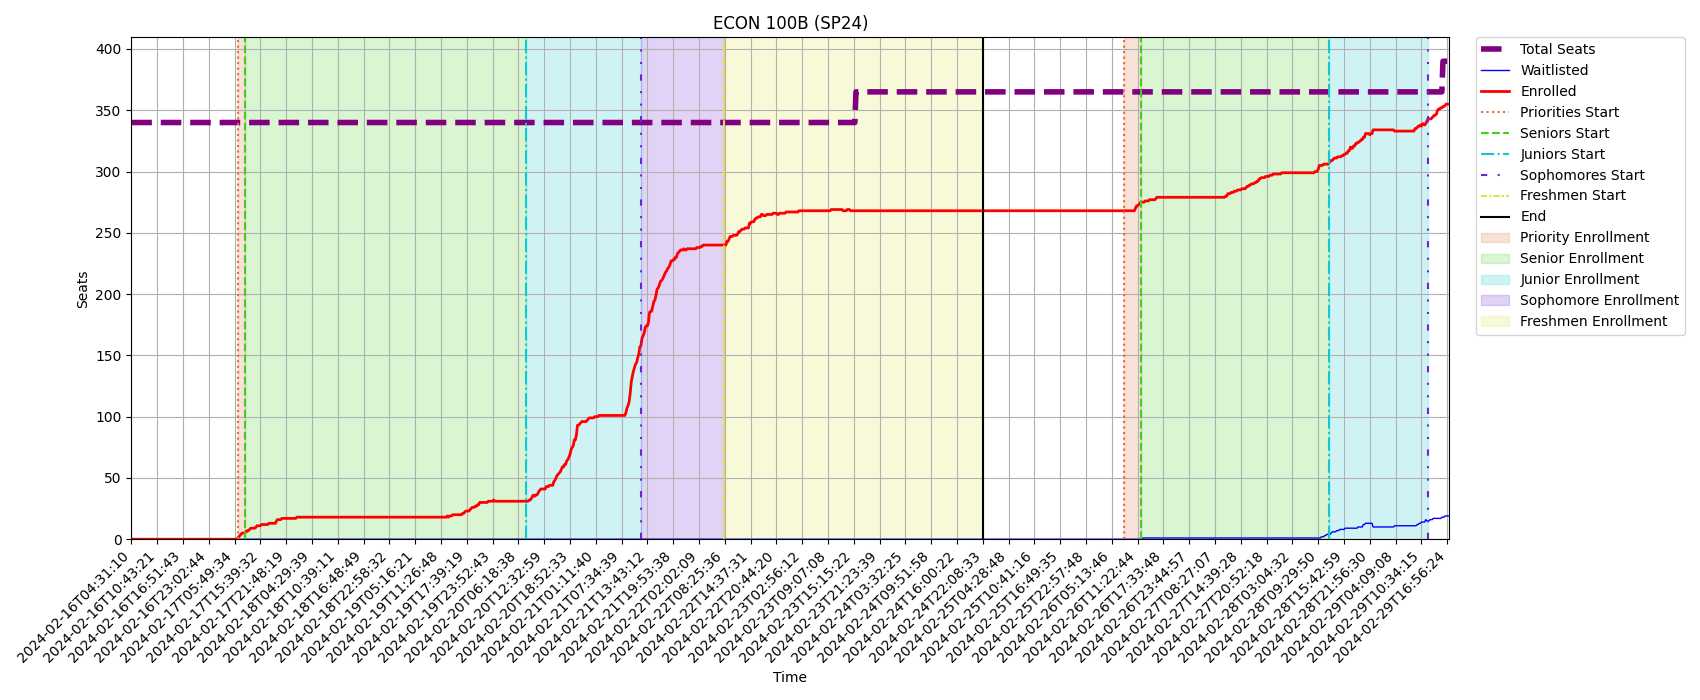 ECON 100B (SP24)
Seats
400
350
300
250
200
150
100
50
0
2024-02-16T04:31:10
2024-02-16T10:43:21
2024-02-16T16:51:43
2024-02-16T23:02:44
2024-02-17T05:49:34
2024-02-17T15:39:32
2024-02-17T21:48:19
2024-02-18T04:29:39
2024-02-18T10:39:11
2024-02-18T16:48:49
2024-02-18T22:58:32
2024-02-19T05:16:21
2024-02-19T11:26:48
2024-02-19T17:39:19
2024-02-19T23:52:43
2024-02-20T06:18:38
2024-02-20T12:32:59
2024-02-20T18:52:33
2024-02-21T01:11:40
2024-02-21T07:34:39
2024-02-21T13:43:12
2024-02-21T19:53:38
2024-02-22T02:02:09
2024-02-22T08:25:36
2024-02-22T14:37:31
2024-02-22T20:44:20
2024-02-23T02:56:12
2024-02-23T09:07:08
2024-02-23T15:15:22
2024-02-23T21:23:39
2024-02-24T03:32:25
2024-02-24T09:51:58
2024-02-24T16:00:22
2024-02-24T22:08:33
2024-02-25T04:28:48
2024-02-25T10:41:16
2024-02-25T16:49:35
2024-02-25T22:57:48
2024-02-26T05:13:46
2024-02-26T11:22:44
2024-02-26T17:33:48
2024-02-26T23:44:57
2024-02-27T08:27:07
2024-02-27T14:39:28
2024-02-27T20:52:18
2024-02-28T03:04:32
2024-02-28T09:29:50
2024-02-28T15:42:59
2024-02-28T21:56:30
2024-02-29T04:09:08
2024-02-29T10:34:15
2024-02-29T16:56:24
Time
Total Seats
Waitlisted
Enrolled
Priorities Start
Seniors Start
Juniors Start
Sophomores Start
Freshmen Start
End
Priority Enrollment
Senior Enrollment
Junior Enrollment
Sophomore Enrollment
Freshmen Enrollment